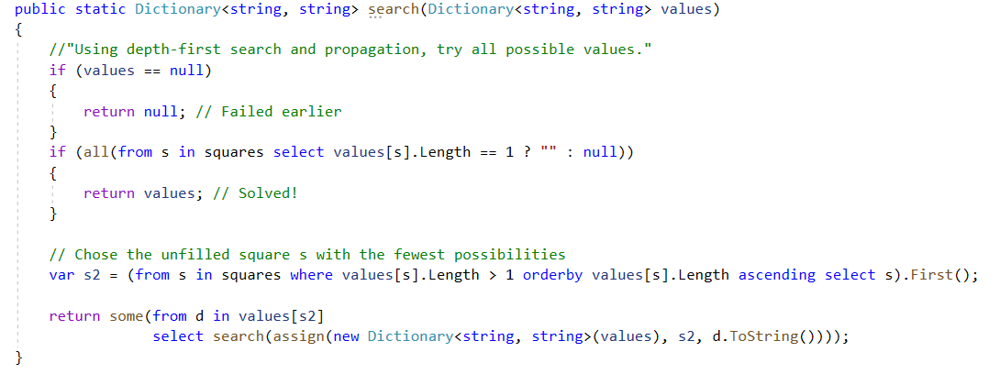 public static Dictionary<string, string> search(Dictionary<string, string> values)
{
    //"Using depth-first search and propagation, try all possible values."
    if (values == null)
    {
        return null; // Failed earlier
    }
    if (all(from s in squares select values[s].Length == 1 ? "" : null))
    {
        return values; // Solved!
    }

    // Chose the unfilled square s with the fewest possibilities
    var s2 = (from s in squares where values[s].Length > 1 orderby values[s].Length ascending select s).First();

    return some(from d in values[s2]
                select search(assign(new Dictionary<string, string>(values), s2, d.ToString())));
}